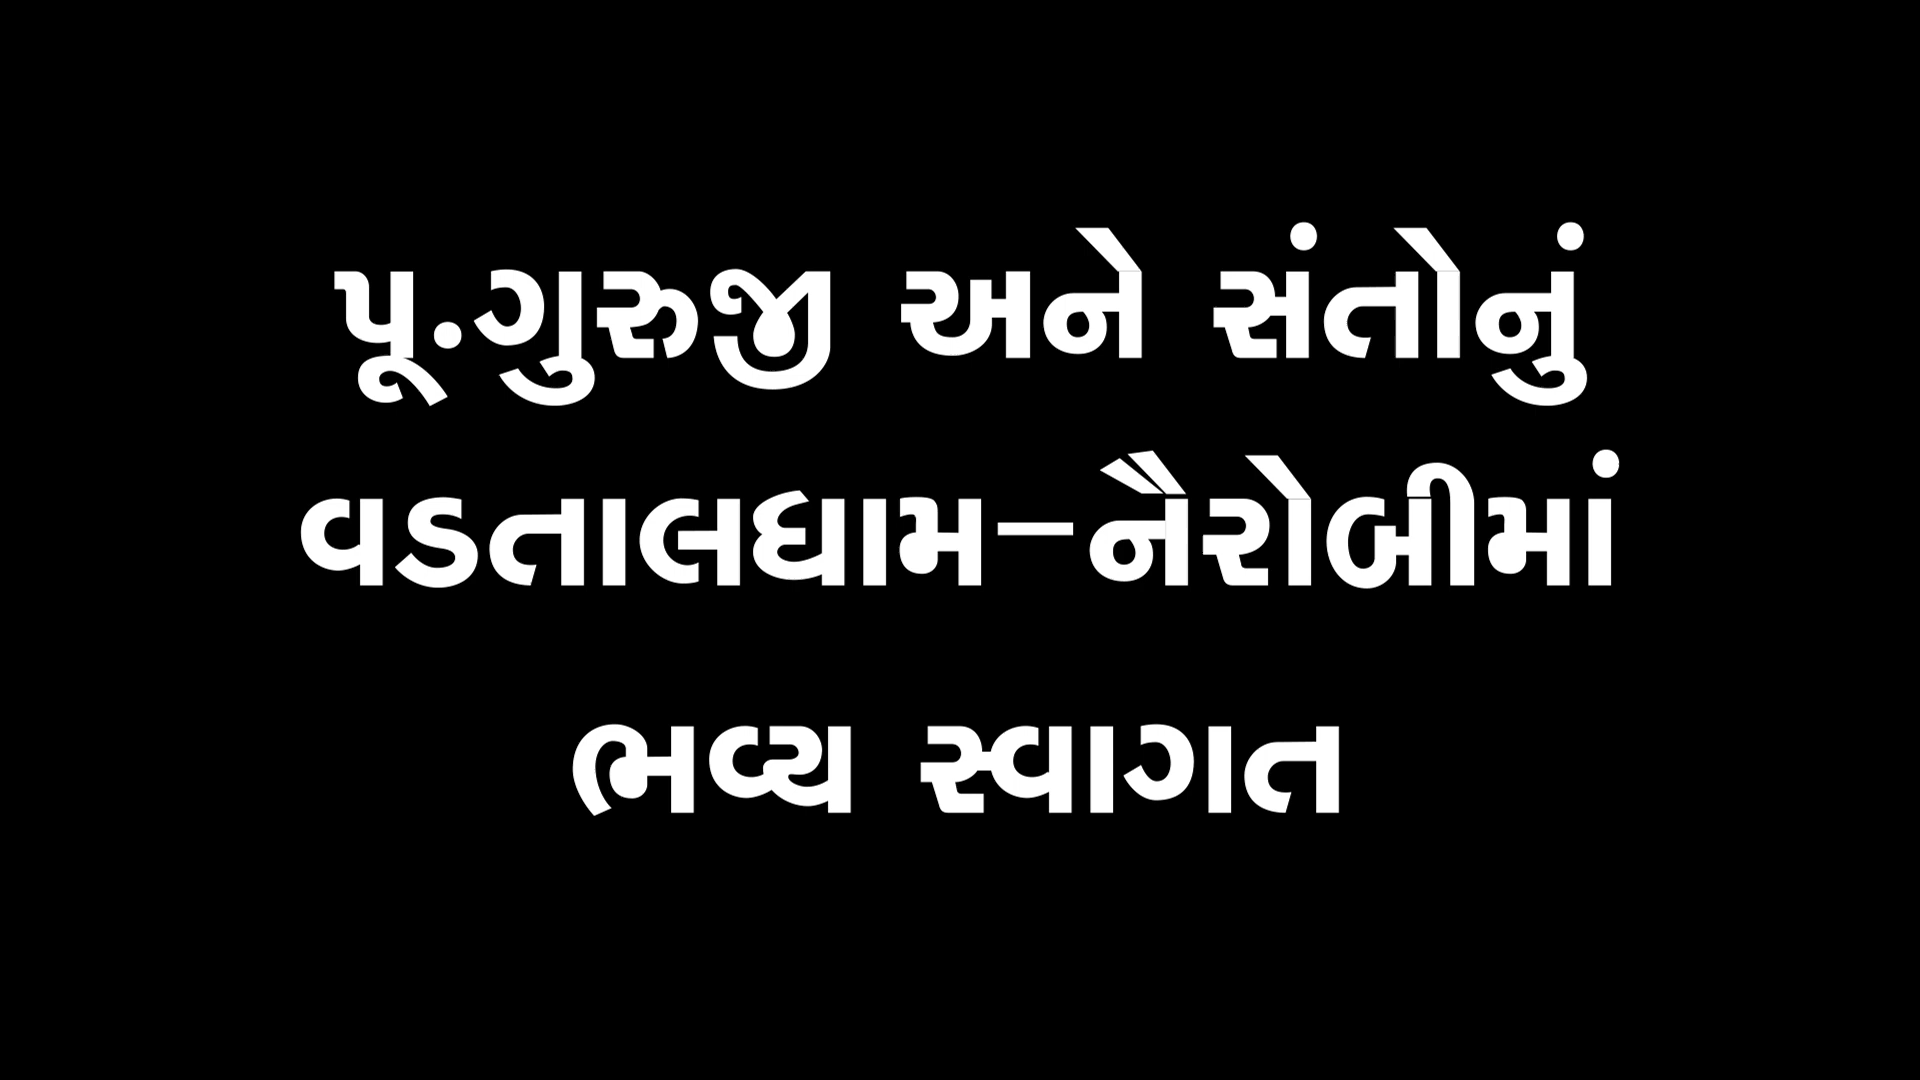 પૂ.ગુરુજી અને સંતોનું
વડતાલધામ-નૈરોબીમાં
ભવ્ય સ્વાગત